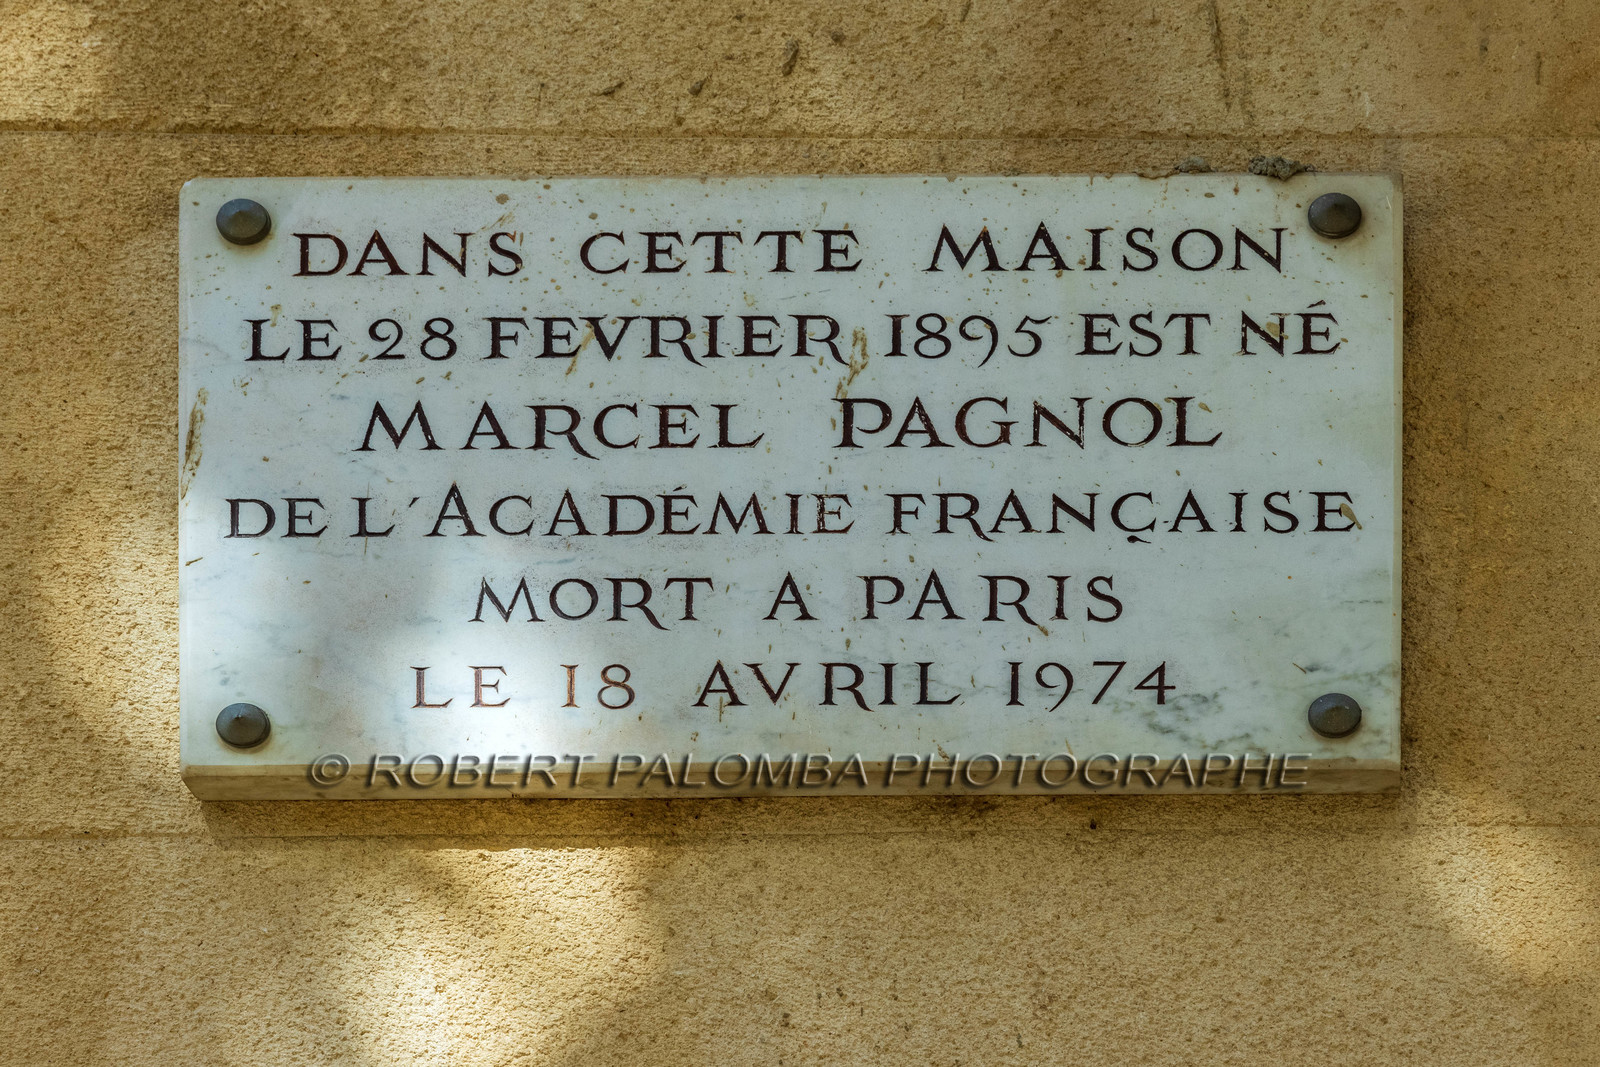 DANS CETTE MAISON
LE 28 FEVRIER 1895 EST NÉ
MARCEL PAGNOL
DE L'ACADÉMIE FRANÇAISE
MORT A PARIS
LE 18 AVRIL 1974
© ROBERT PALOMBA PHOTOGRAPHE